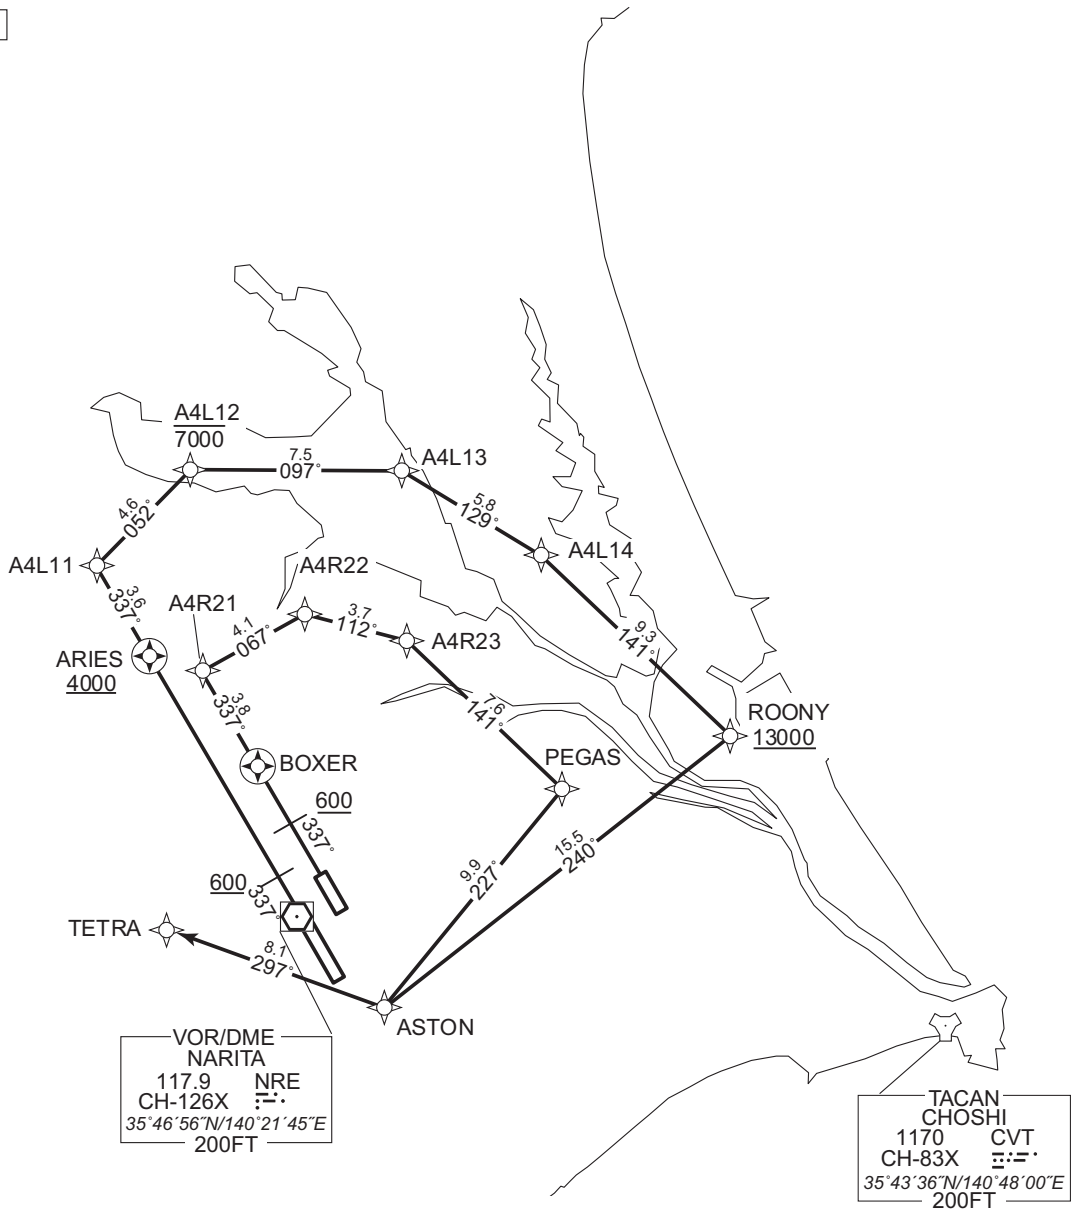 A4L12
7000
7.5
097°
A4L13
4.6
052°
5.8
129°
A4L11
A4L14
A4R22
3.6
337°
A4R21
4.1
067°
3.7
112°
A4R23
9.3
141°
ARIES
4000
3.8
337°
7.6
141°
ROONY
13000
BOXER
PEGAS
600
337°
15.5
240°
9.9
227°
600
337°
TETRA
8.1
297°
ASTON
VOR/DME
NARITA
117.9 NRE
CH-126X
35°46´56˝N/140°21´45˝E
200FT
TACAN
CHOSHI
1170 CVT
CH-83X
35°43´36˝N/140°48´00˝E
200FT